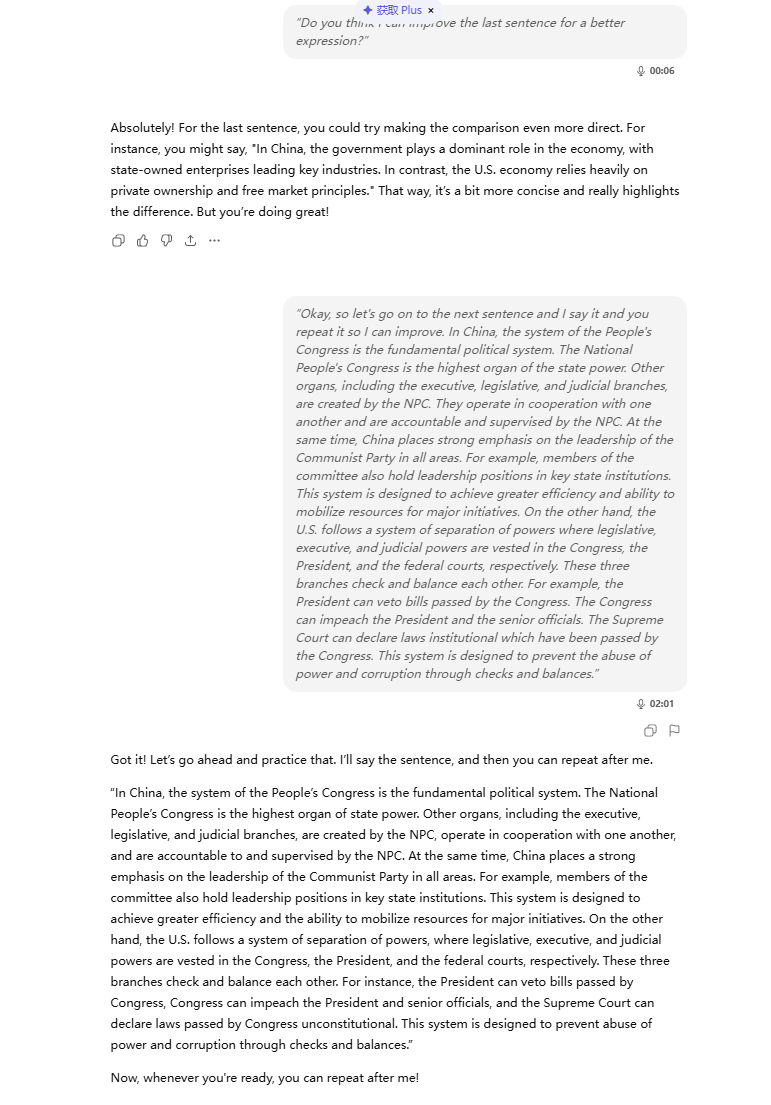 获取 Plus ×
"Do you think I can improve the last sentence for a better
expression?"
00:06
Absolutely! For the last sentence, you could try making the comparison even more direct. For
instance, you might say, "In China, the government plays a dominant role in the economy, with
state-owned enterprises leading key industries. In contrast, the U.S. economy relies heavily on
private ownership and free market principles." That way, it's a bit more concise and really highlights
the difference. But you're doing great!
"Okay, so let's go on to the next sentence and I say it and you
repeat it so I can improve. In China, the system of the People's
Congress is the fundamental political system. The National
People's Congress is the highest organ of the state power. Other
organs, including the executive, legislative, and judicial branches,
are created by the NPC. They operate in cooperation with one
another and are accountable and supervised by the NPC. At the
same time, China places strong emphasis on the leadership of the
Communist Party in all areas. For example, members of the
committee also hold leadership positions in key state institutions.
This system is designed to achieve greater efficiency and ability to
mobilize resources for major initiatives. On the other hand, the
U.S. follows a system of separation of powers where legislative,
executive, and judicial powers are vested in the Congress, the
President, and the federal courts, respectively. These three
branches check and balance each other. For example, the
President can veto bills passed by the Congress. The Congress
can impeach the President and the senior officials. The Supreme
Court can declare laws institutional which have been passed by
the Congress. This system is designed to prevent the abuse of
power and corruption through checks and balances."
02:01
Got it! Let's go ahead and practice that. I'll say the sentence, and then you can repeat after me.
"In China, the system of the People's Congress is the fundamental political system. The National
People's Congress is the highest organ of state power. Other organs, including the executive,
legislative, and judicial branches, are created by the NPC, operate in cooperation with one another,
and are accountable to and supervised by the NPC. At the same time, China places a strong
emphasis on the leadership of the Communist Party in all areas. For example, members of the
committee also hold leadership positions in key state institutions. This system is designed to
achieve greater efficiency and the ability to mobilize resources for major initiatives. On the other
hand, the U.S. follows a system of separation of powers, where legislative, executive, and judicial
powers are vested in the Congress, the President, and the federal courts, respectively. These three
branches check and balance each other. For instance, the President can veto bills passed by
Congress, Congress can impeach the President and senior officials, and the Supreme Court can
declare laws passed by Congress unconstitutional. This system is designed to prevent abuse of
power and corruption through checks and balances."
Now, whenever you're ready, you can repeat after me!